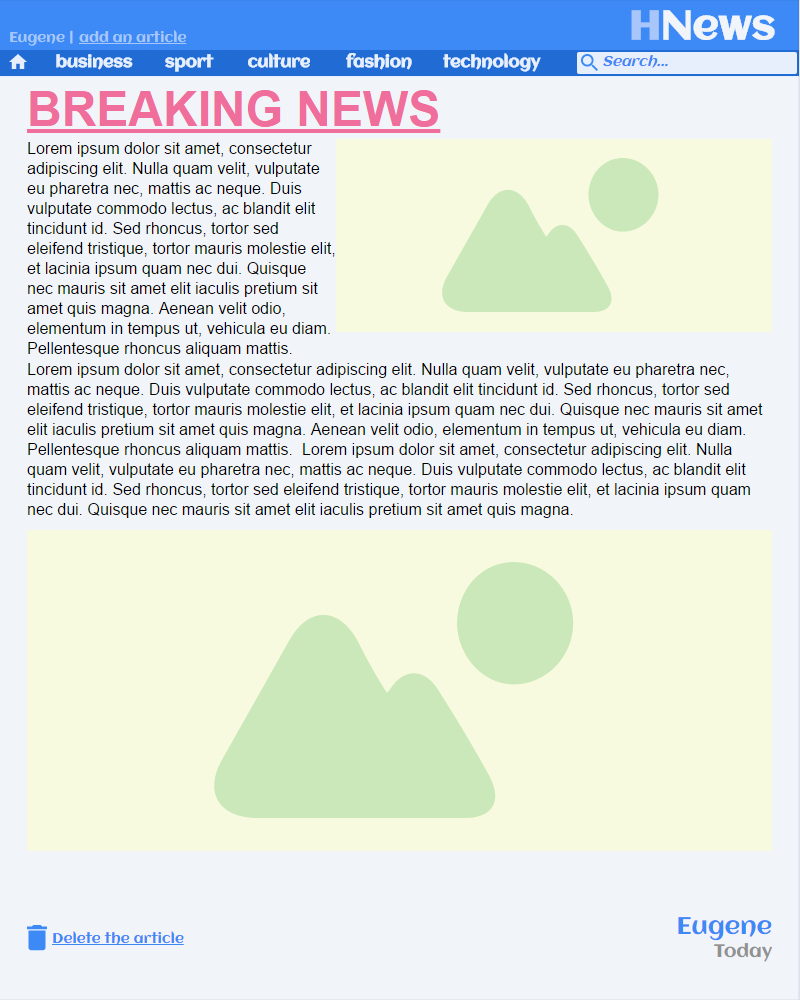 HNews
Eugene | add an article
business sport culture fashion technology Search...
BREAKING NEWS
Lorem ipsum dolor sit amet, consectetur
adipiscing elit. Nulla quam velit, vulputate
eu pharetra nec, mattis ac neque. Duis
vulputate commodo lectus, ac blandit elit
tincidunt id. Sed rhoncus, tortor sed
eleifend tristique, tortor mauris molestie elit,
et lacinia ipsum quam nec dui. Quisque
nec mauris sit amet elit iaculis pretium sit
amet quis magna. Aenean velit odio,
elementum in tempus ut, vehicula eu diam.
Pellentesque rhoncus aliquam mattis.
Lorem ipsum dolor sit amet, consectetur adipiscing elit. Nulla quam velit, vulputate eu pharetra nec,
mattis ac neque. Duis vulputate commodo lectus, ac blandit elit tincidunt id. Sed rhoncus, tortor sed
eleifend tristique, tortor mauris molestie elit, et lacinia ipsum quam nec dui. Quisque nec mauris sit amet
elit iaculis pretium sit amet quis magna. Aenean velit odio, elementum in tempus ut, vehicula eu diam.
Pellentesque rhoncus aliquam mattis.  Lorem ipsum dolor sit amet, consectetur adipiscing elit. Nulla
quam velit, vulputate eu pharetra nec, mattis ac neque. Duis vulputate commodo lectus, ac blandit elit
tincidunt id. Sed rhoncus, tortor sed eleifend tristique, tortor mauris molestie elit, et lacinia ipsum quam
nec dui. Quisque nec mauris sit amet elit iaculis pretium sit amet quis magna.
Delete the article
Eugene
Today